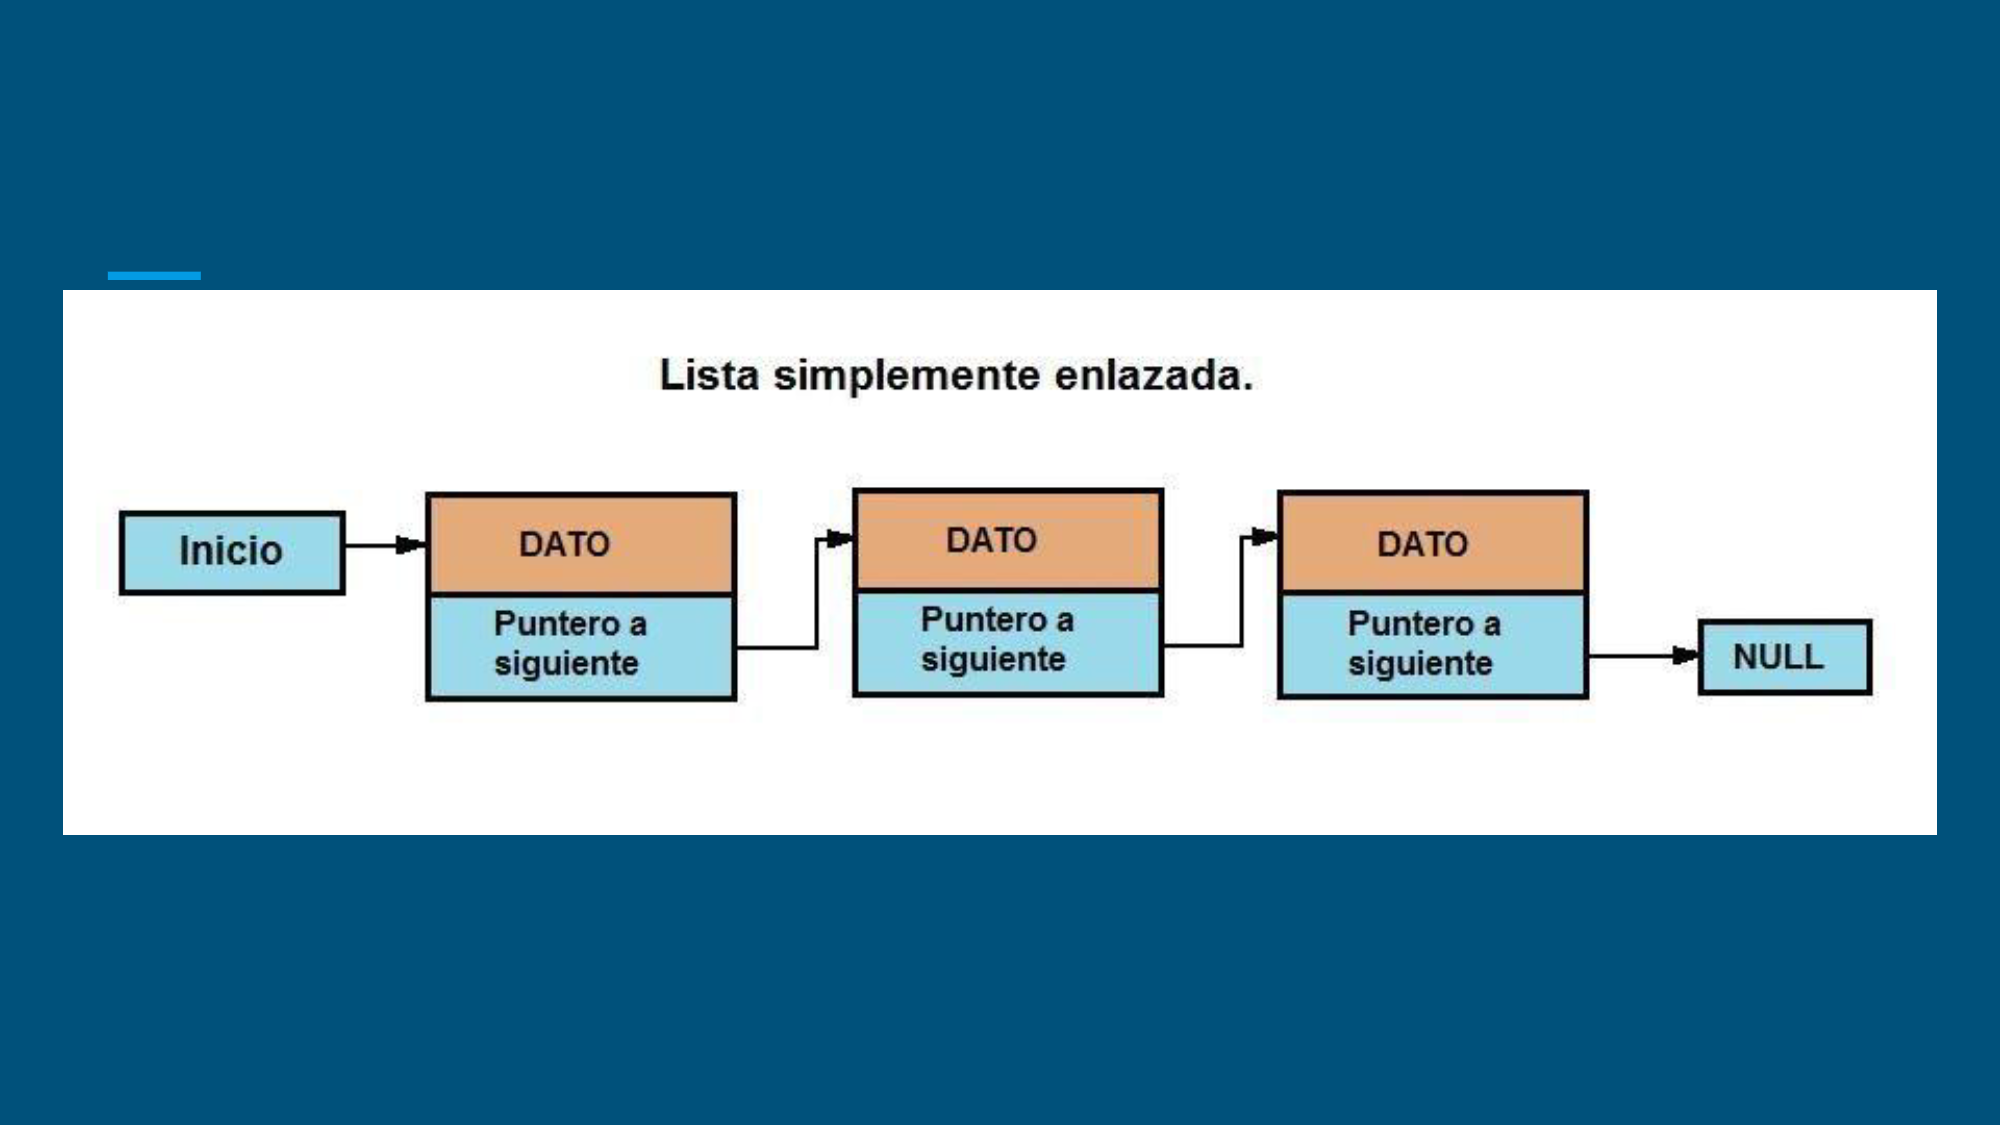 Lista simplemente enlazada.
Inicio
DATO
Puntero a
siguiente
DATO
Puntero a
siguiente
DATO
Puntero a
siguiente
NULL